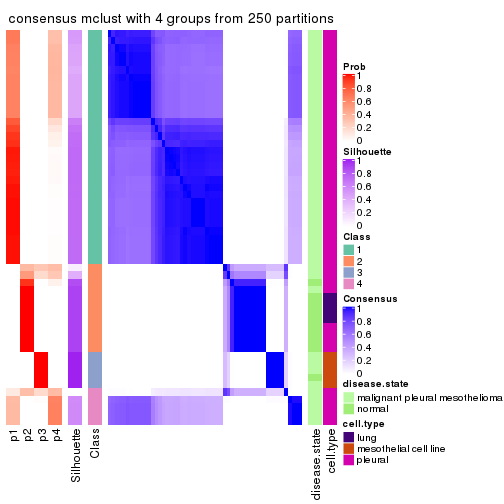 consensus mclust with 4 groups from 250 partitions
Prob
1
0.8
0.6
0.4
0.2
0
Silhouette
1
0.8
0.6
0.4
0.2
0
Class
1
2
3
4
Consensus
1
0.8
0.6
0.4
0.2
0
disease.state
malignant pleural mesothelioma
normal
cell.type
lung
mesothelial cell line
pleural
p1
p2
p3
p4
Silhouette
Class
disease.state
cell.type